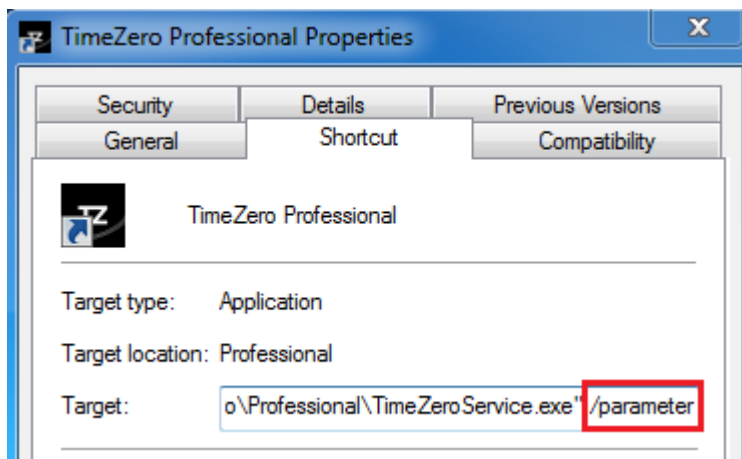 TimeZero Professional Properties
Security Details Previous Versions
General Shortcut Compatibility
TZ TimeZero Professional
Target type: Application
Target location: Professional
Target: o\Professional\TimeZeroService.exe" /parameter